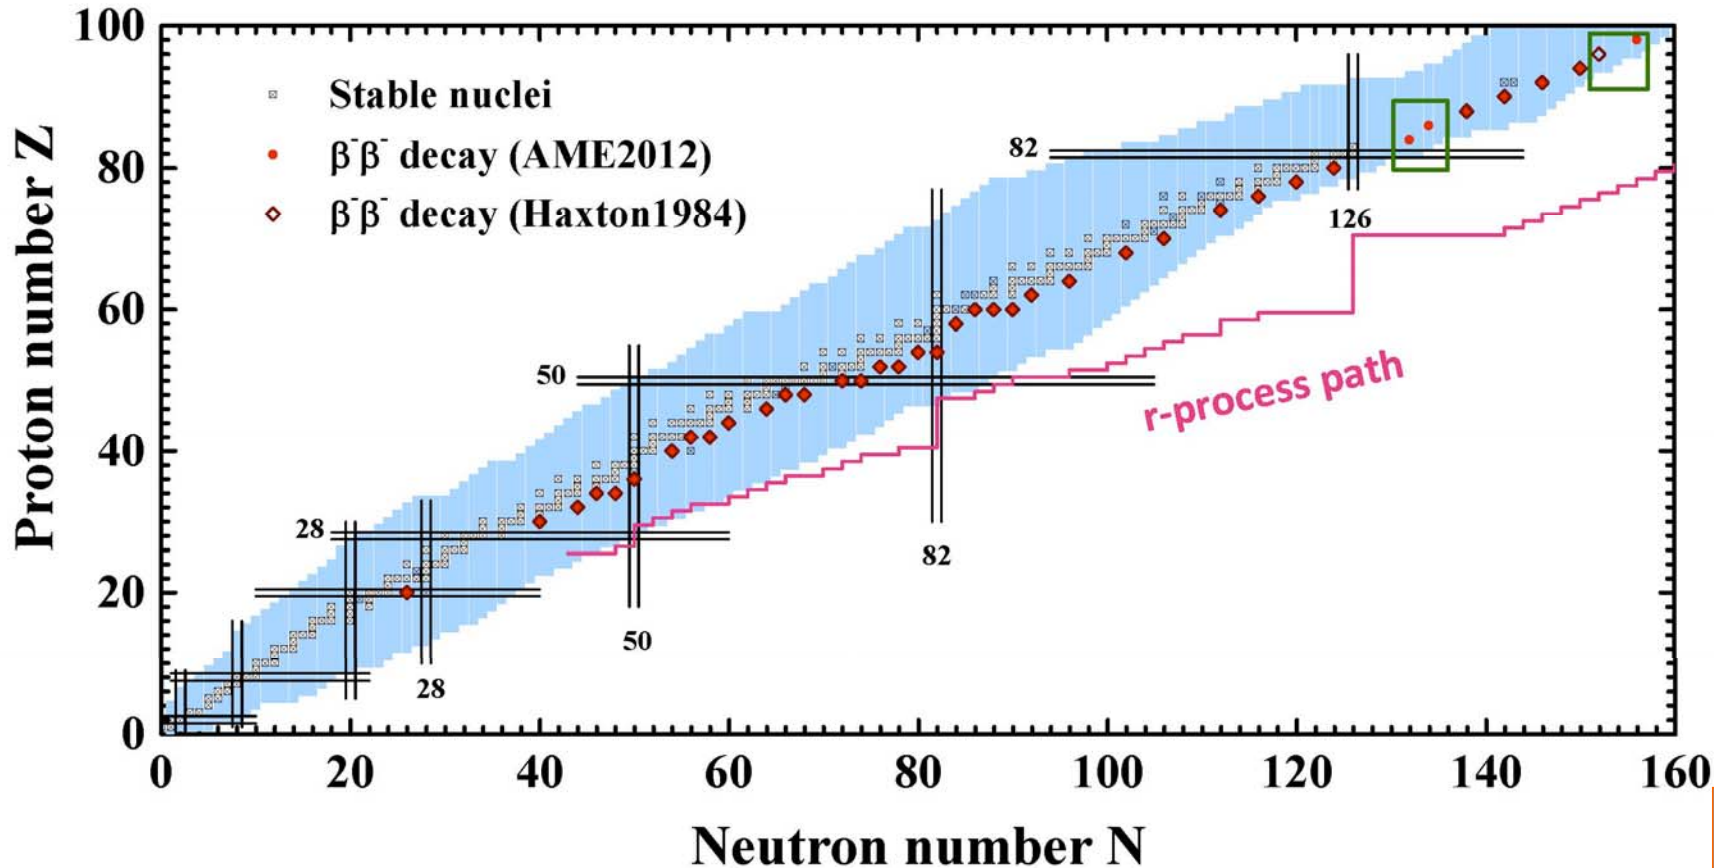 100
80
60
40
20
0
Proton number Z
Stable nuclei
β⁻β⁻ decay (AME2012)
β⁻β⁻ decay (Haxton1984)
82
126
50
28
82
50
28
r-process path
0 20 40 60 80 100 120 140 160
Neutron number N